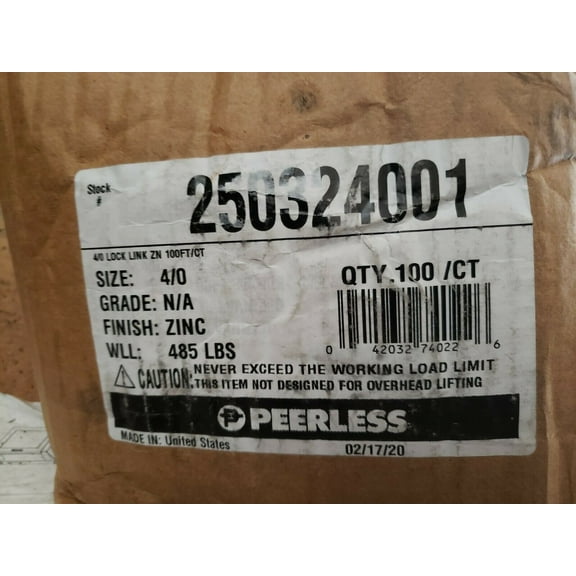 Stock
#
250324001
4/0 LOCK LINK ZN 100FT/CT
SIZE: 4/0
QTY.100 /CT
GRADE: N/A
FINISH: ZINC
WLL: 485 LBS
0 42032 74022 6
CAUTION: NEVER EXCEED THE WORKING LOAD LIMIT
THIS ITEM NOT DESIGNED FOR OVERHEAD LIFTING
PEERLESS
MADE IN: United States
02/17/20